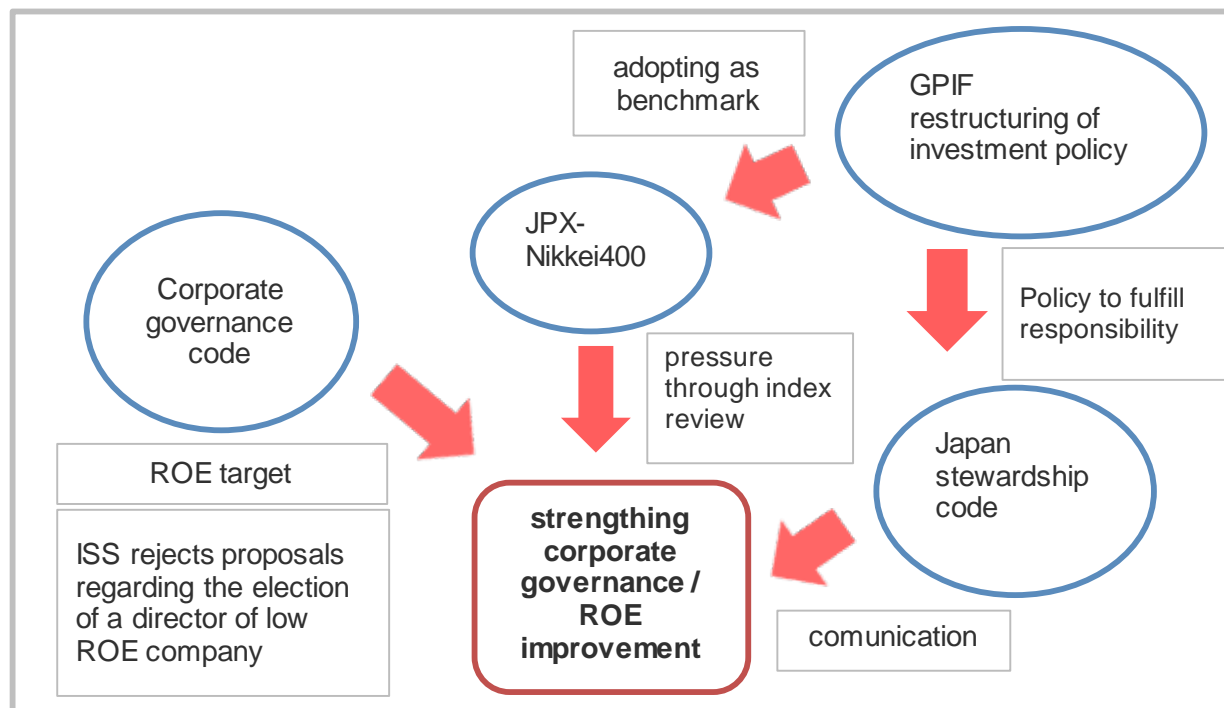 adopting as
benchmark
GPIF
restructuring of
investment policy
JPX-
Nikkei400
Corporate
governance
code
Policy to fulfill
responsibility
pressure
through index
review
ROE target
Japan
stewardship
code
ISS rejects proposals
regarding the election
of a director of low
ROE company
strengthing
corporate
governance /
ROE
improvement
comunication